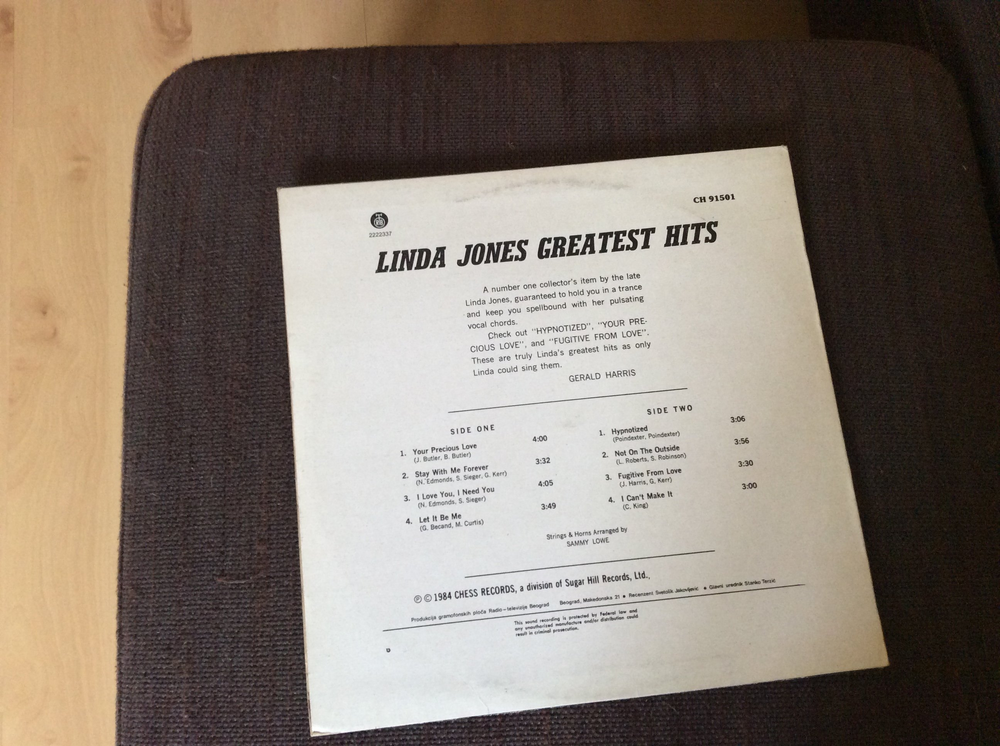 CH 91501
2222337
LINDA JONES GREATEST HITS
A number one collector's item by the late
Linda Jones, guaranteed to hold you in a trance
and keep you spellbound with her pulsating
vocal chords.
Check out "HYPNOTIZED", "YOUR PRE-
CIOUS LOVE", and "FUGITIVE FROM LOVE".
These are truly Linda's greatest hits as only
Linda could sing them.
GERALD HARRIS
SIDE ONE
1. Your Precious Love 4:00
(J. Butler, B. Butler)
2. Stay With Me Forever 3:32
(N. Edmonds, S. Sieger, G. Kerr)
3. I Love You, I Need You 4:05
(N. Edmonds, S. Sieger)
4. Let It Be Me 3:49
(G. Becand, M. Curtis)
SIDE TWO
1. Hypnotized 3:06
(Poindexter, Poindexter)
2. Not On The Outside 3:56
(L. Roberts, S. Robinson)
3. Fugitive From Love 3:30
(J. Harris, G. Kerr)
4. I Can't Make It 3:00
(C. King)
Strings & Horns Arranged by
SAMMY LOWE
℗ © 1984 CHESS RECORDS, a division of Sugar Hill Records, Ltd.,
Produkcija gramofonskih ploča Radio-televizije Beograd Beograd, Makedonska 21 • Recenzent Svetolik Jakovljević • Glavni urednik Stanko Terzić
This sound recording is protected by Federal law and
any unauthorized manufacture and/or distribution could
result in criminal prosecution.